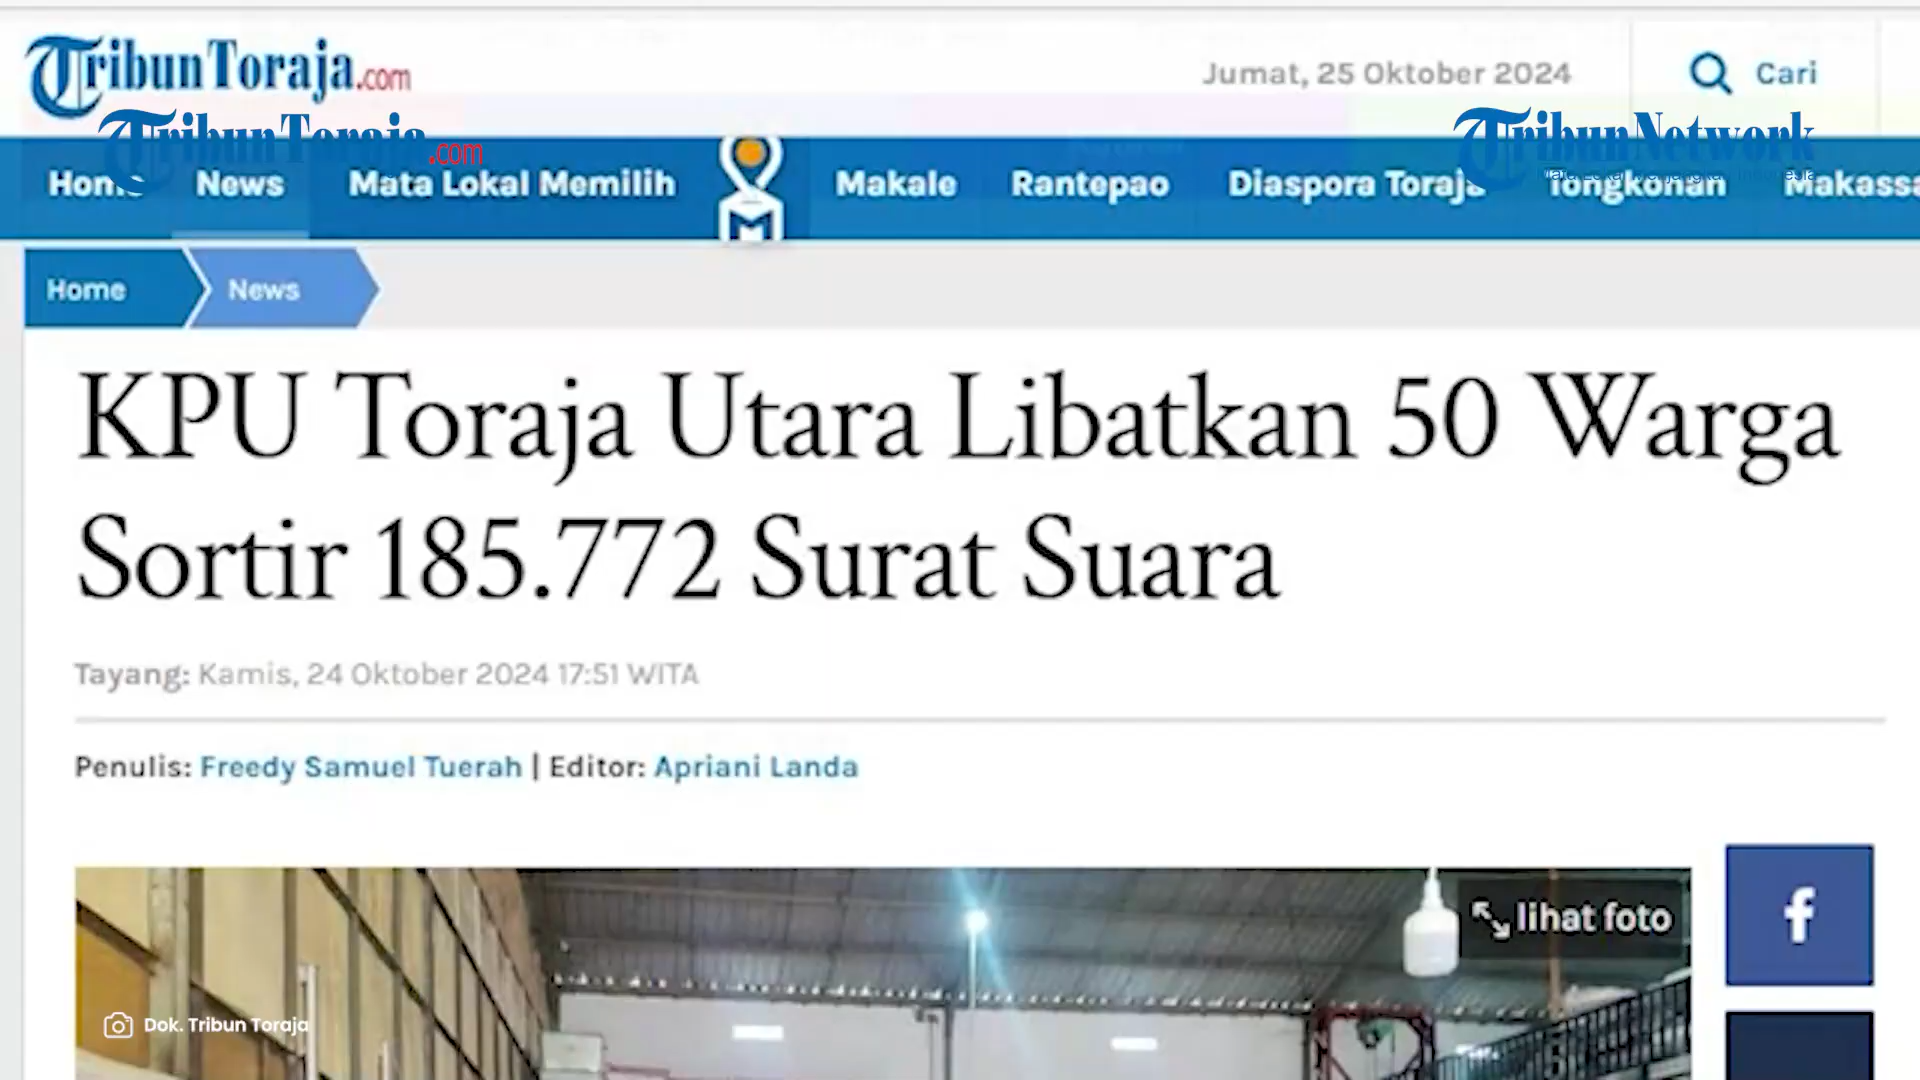 TribunToraja.com
Jumat, 25 Oktober 2024
Cari
TribunToraja.com
TribunNetwork
Home News Mata Lokal Memilih Makale Rantepao Diaspora Toraja Tongkonan Makassa
Home News
KPU Toraja Utara Libatkan 50 Warga
Sortir 185.772 Surat Suara
Tayang: Kamis, 24 Oktober 2024 17:51 WITA
Penulis: Freedy Samuel Tuerah | Editor: Apriani Landa
lihat foto
f
Dok. Tribun Toraja